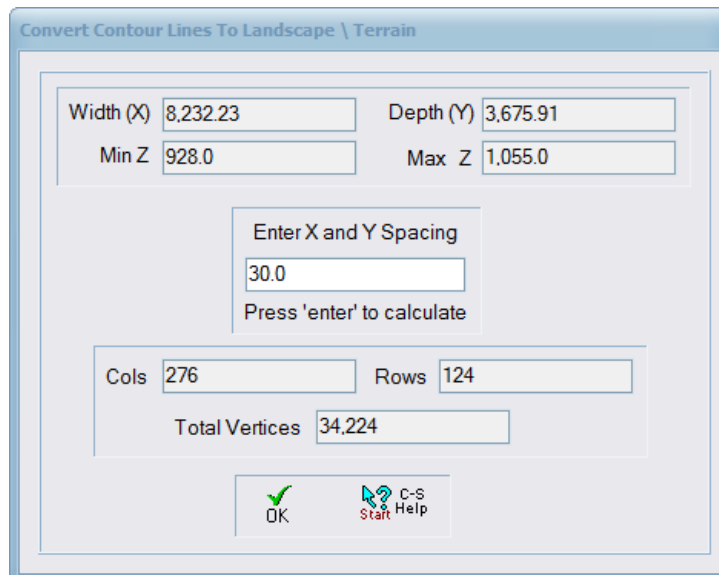 Convert Contour Lines To Landscape \ Terrain
Width (X) 8,232.23 Depth (Y) 3,675.91
Min Z 928.0 Max Z 1,055.0
Enter X and Y Spacing
30.0
Press 'enter' to calculate
Cols 276 Rows 124
Total Vertices 34,224
OK Start C-S Help